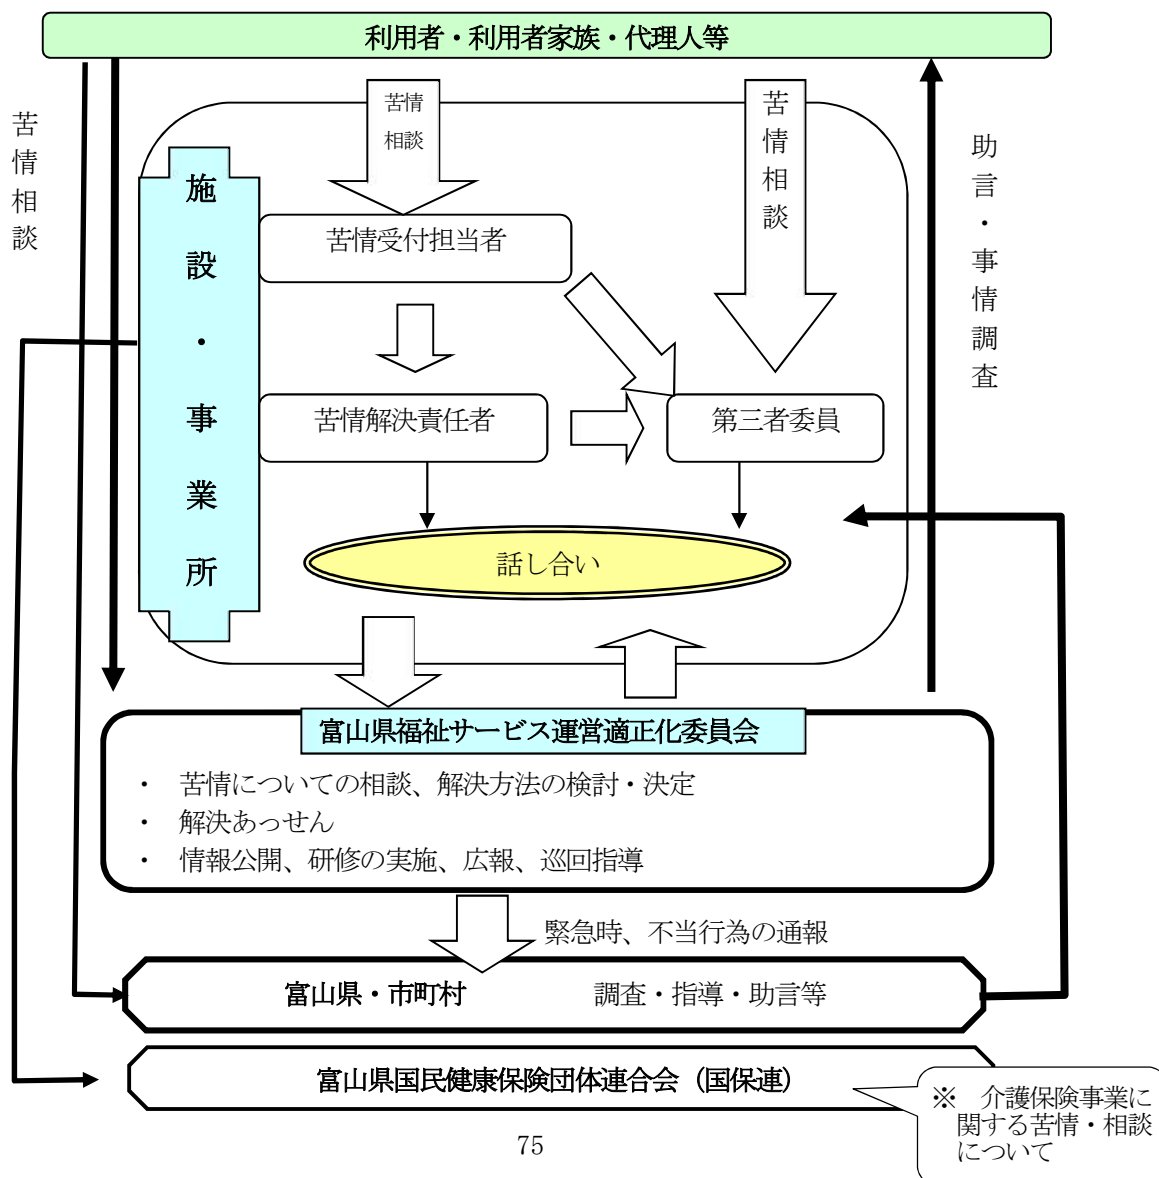 利用者・利用者家族・代理人等
苦情相談
苦情
相談
苦情相談
助言・事情調査
施設・事業所
苦情受付担当者
苦情解決責任者
第三者委員
話し合い
富山県福祉サービス運営適正化委員会
・ 苦情についての相談、解決方法の検討・決定
・ 解決あっせん
・ 情報公開、研修の実施、広報、巡回指導
緊急時、不当行為の通報
富山県・市町村 調査・指導・助言等
富山県国民健康保険団体連合会（国保連）
※ 介護保険事業に
関する苦情・相談
について
75